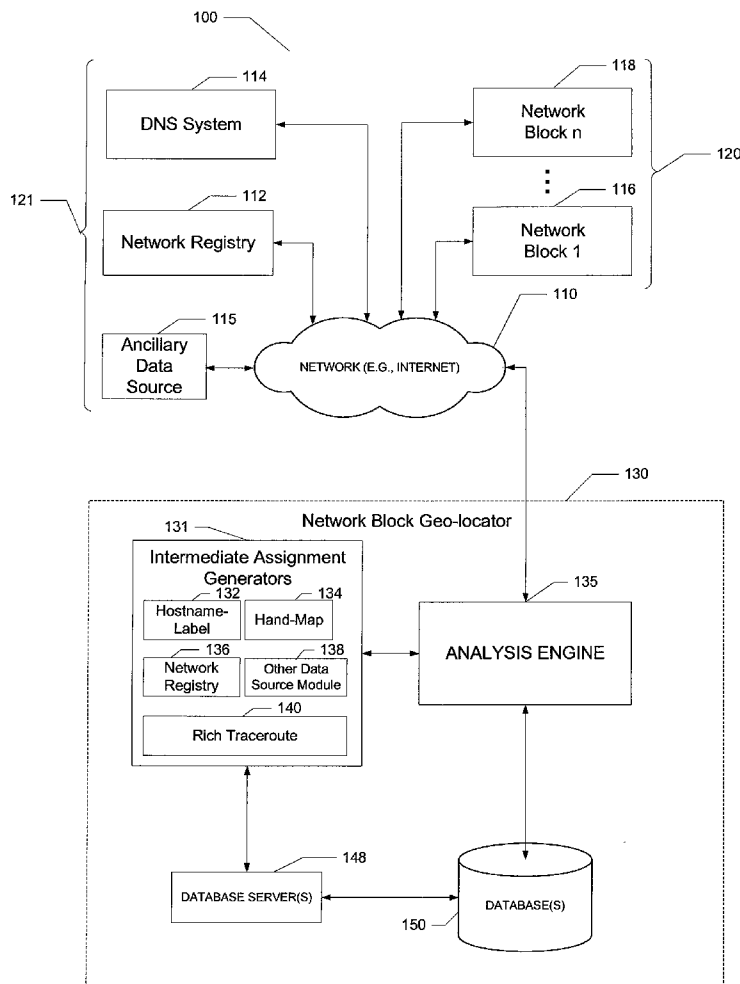 100
114
DNS System
118
Network
Block n
120
121
112
Network Registry
116
Network
Block 1
110
115
Ancillary
Data
Source
NETWORK (E.G., INTERNET)
130
Network Block Geo-locator
131
Intermediate Assignment
Generators
132
Hostname-
Label
134
Hand-Map
136
Network
Registry
138
Other Data
Source Module
140
Rich Traceroute
135
ANALYSIS ENGINE
148
DATABASE SERVER(S)
150
DATABASE(S)